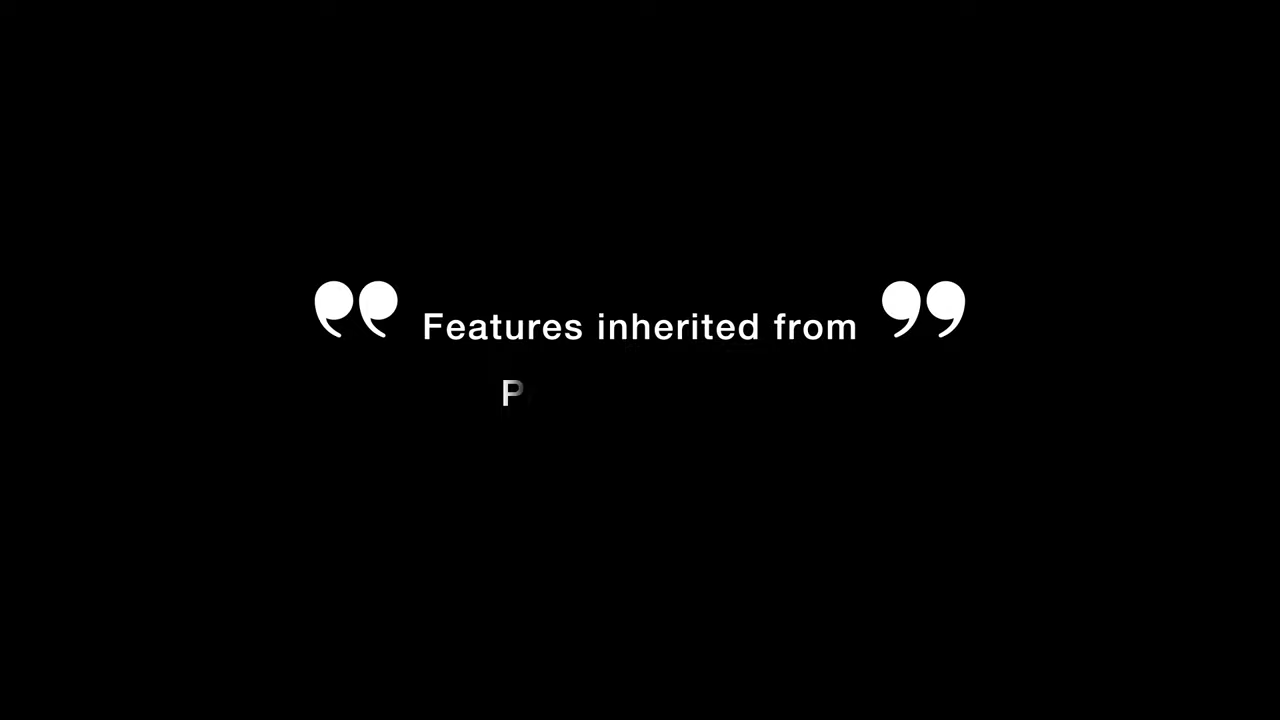 ❟❟ Features inherited from ❜❜
P